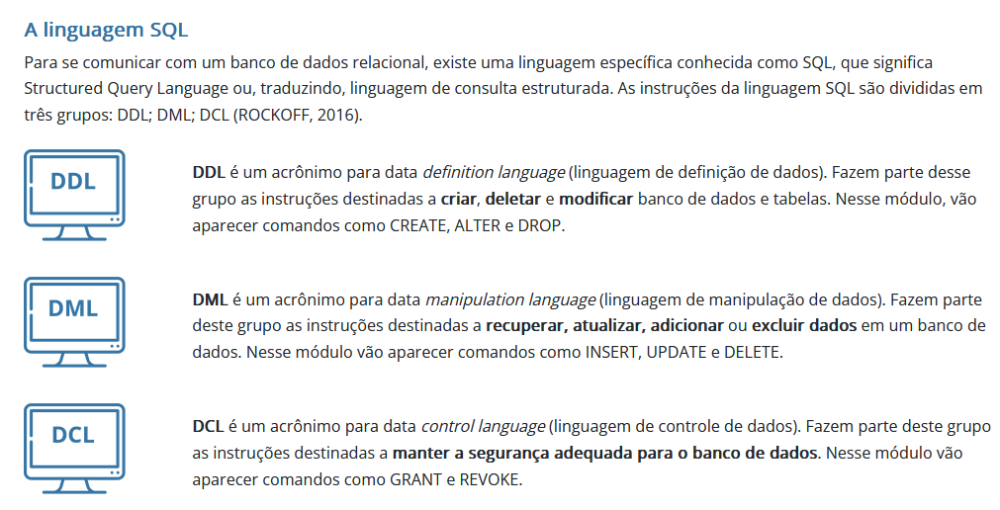 A linguagem SQL
Para se comunicar com um banco de dados relacional, existe uma linguagem específica conhecida como SQL, que significa
Structured Query Language ou, traduzindo, linguagem de consulta estruturada. As instruções da linguagem SQL são divididas em
três grupos: DDL; DML; DCL (ROCKOFF, 2016).
DDL
DDL é um acrônimo para data definition language (linguagem de definição de dados). Fazem parte desse
grupo as instruções destinadas a criar, deletar e modificar banco de dados e tabelas. Nesse módulo, vão
aparecer comandos como CREATE, ALTER e DROP.
DML
DML é um acrônimo para data manipulation language (linguagem de manipulação de dados). Fazem parte
deste grupo as instruções destinadas a recuperar, atualizar, adicionar ou excluir dados em um banco de
dados. Nesse módulo vão aparecer comandos como INSERT, UPDATE e DELETE.
DCL
DCL é um acrônimo para data control language (linguagem de controle de dados). Fazem parte deste grupo
as instruções destinadas a manter a segurança adequada para o banco de dados. Nesse módulo vão
aparecer comandos como GRANT e REVOKE.